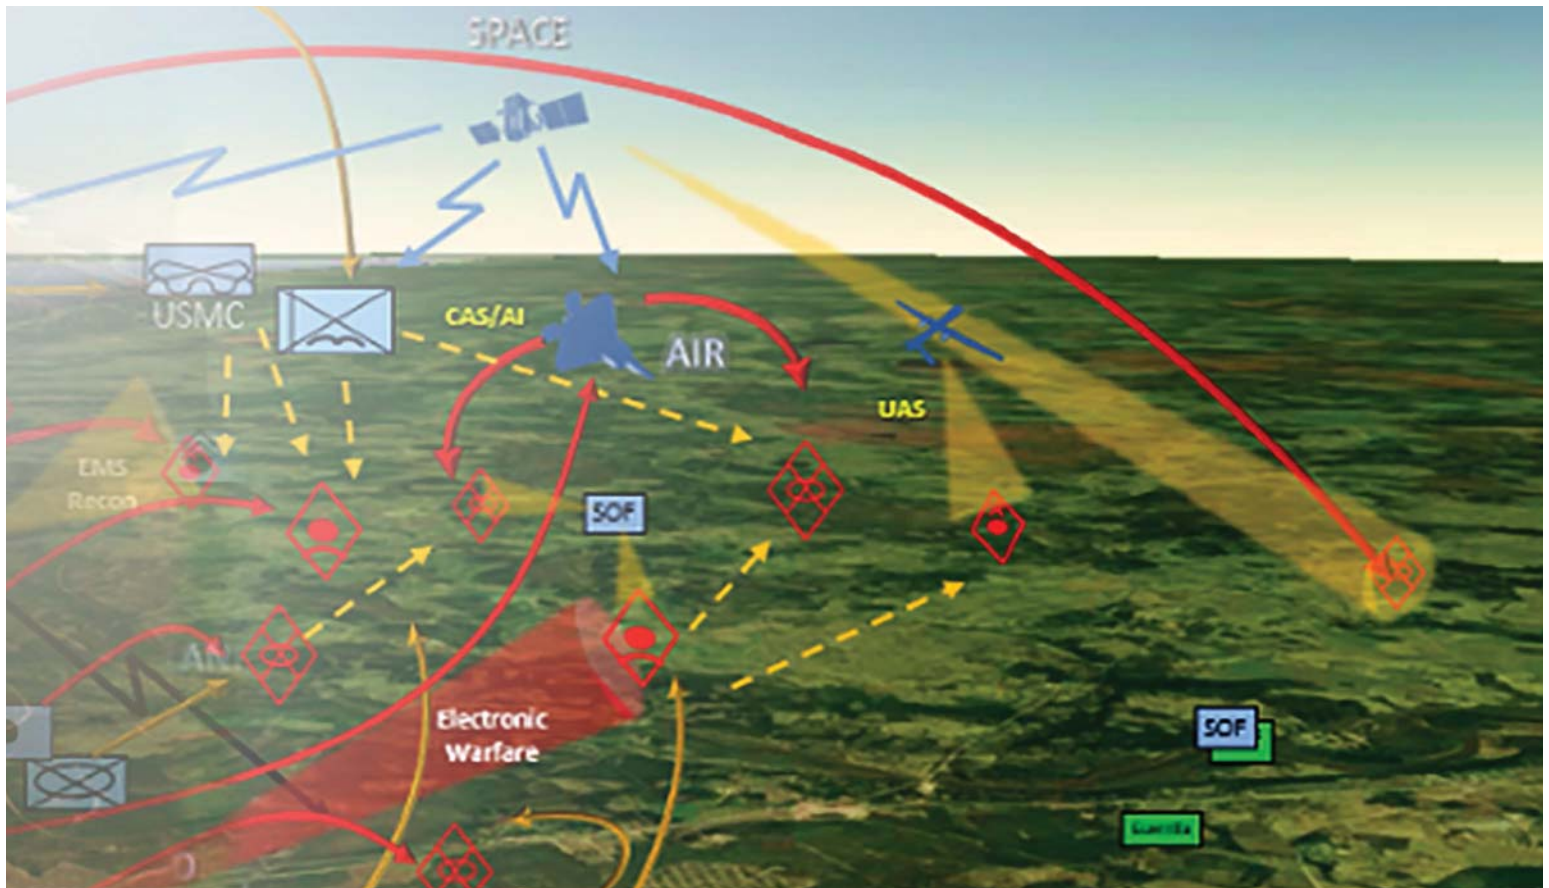 SPACE
USMC
CAS/AI
AIR
UAS
EMS
Recon
SOF
Electronic
Warfare
SOF